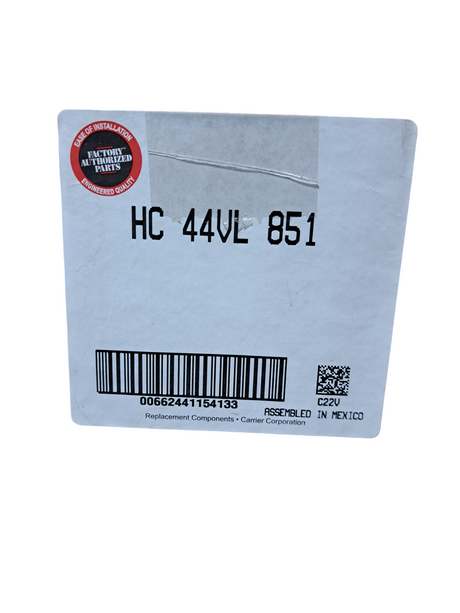 EASE OF INSTALLATION
FACTORY
AUTHORIZED
PARTS
ENGINEERED QUALITY
HC 44VL 851
00662441154133
C22V
ASSEMBLED IN MEXICO
Replacement Components • Carrier Corporation